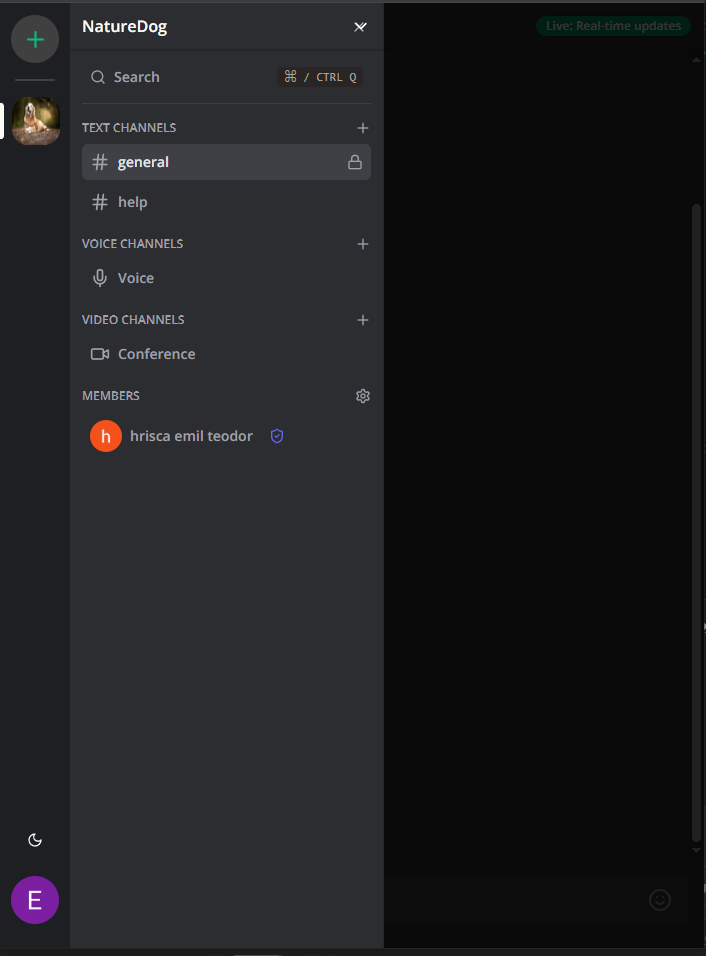 NatureDog
Live: Real-time updates
Search
⌘ / CTRL Q
TEXT CHANNELS
general
help
VOICE CHANNELS
Voice
VIDEO CHANNELS
Conference
MEMBERS
h hrisca emil teodor
E